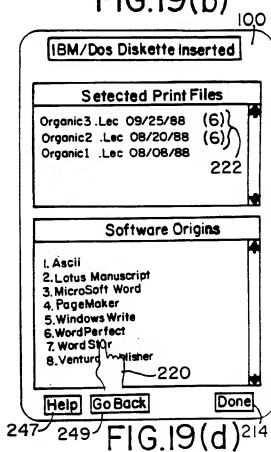 FIG.19(b)
100
IBM/Dos Diskette Inserted
Selected Print Files
Organic3 .Lec 09/25/88 (6)
Organic2 .Lec 08/20/88 (6)
Organic1 .Lec 08/08/88
222
Software Origins
1. Ascii
2. Lotus Manuscript
3. MicroSoft Word
4. PageMaker
5. Windows Write
6. WordPerfect
7. Word Star
8. Ventura
220
Help Go Back Done
247 249 214
FIG.19(d)